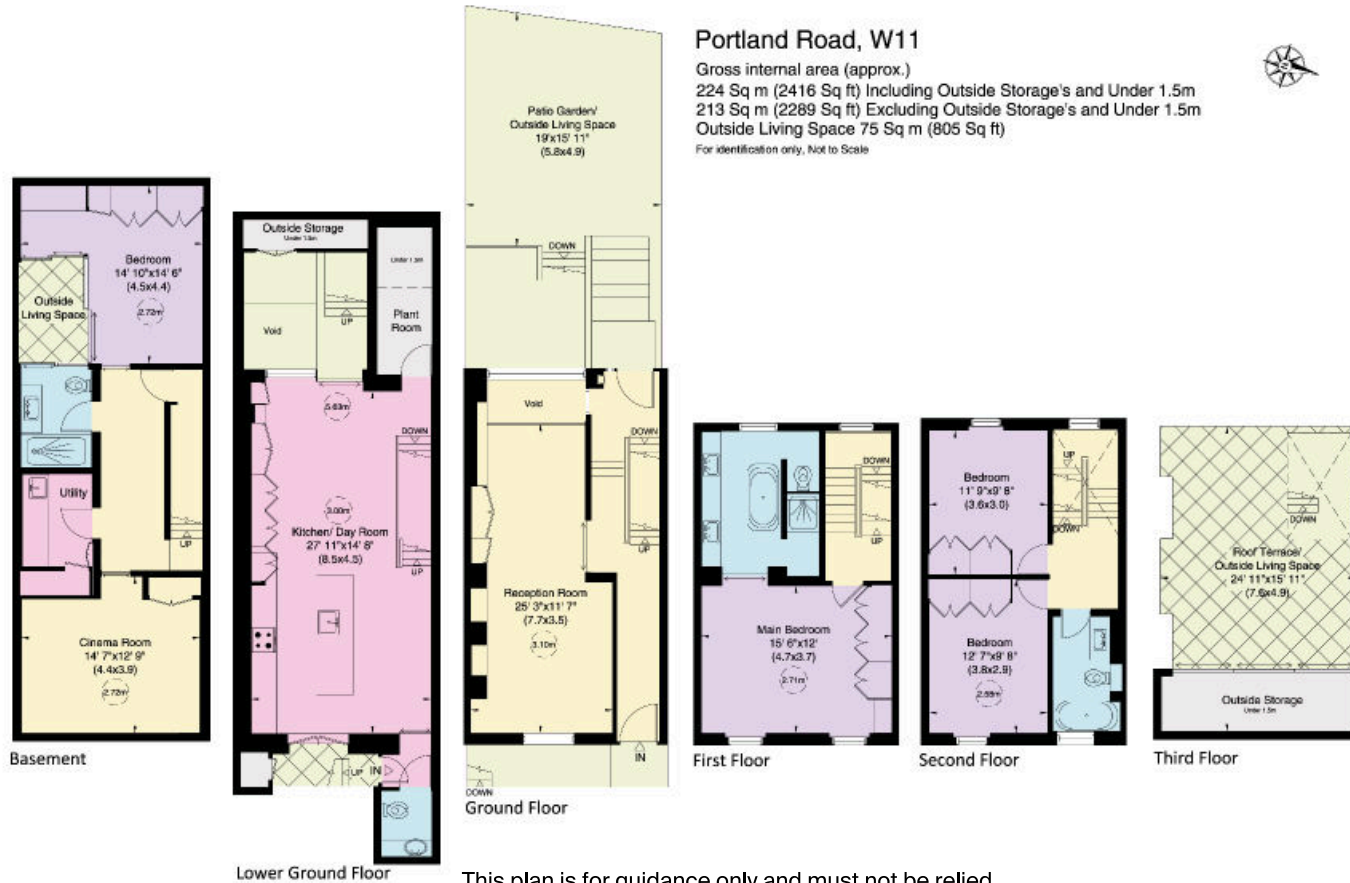 Portland Road, W11
Gross internal area (approx.)
224 Sq m (2416 Sq ft) Including Outside Storage's and Under 1.5m
213 Sq m (2289 Sq ft) Excluding Outside Storage's and Under 1.5m
Outside Living Space 75 Sq m (805 Sq ft)
For identification only, Not to Scale
Bedroom
14' 10"x14' 6"
(4.5x4.4)
2.72m
Outside
Living Space
Utility
UP
Cinema Room
14' 7"x12' 9"
(4.4x3.9)
2.72m
Basement
Outside Storage
Under 1.5m
Under 1.5m
Void
UP
Plant
Room
5.63m
DOWN
3.00m
Kitchen/ Day Room
27' 11"x14' 8"
(8.5x4.5)
UP
UP
IN
Lower Ground Floor
Patio Garden/
Outside Living Space
19'x15' 11"
(5.8x4.9)
DOWN
Void
DOWN
UP
Reception Room
25' 3"x11' 7"
(7.7x3.5)
3.10m
IN
DOWN
Ground Floor
DOWN
UP
Main Bedroom
15' 6"x12'
(4.7x3.7)
2.71m
First Floor
Bedroom
11' 9"x9' 8"
(3.6x3.0)
UP
DOWN
Bedroom
12' 7"x9' 8"
(3.8x2.9)
Second Floor
DOWN
Roof Terrace/
Outside Living Space
24' 11"x15' 11"
(7.6x4.9)
Outside Storage
Under 1.5m
Third Floor
This plan is for guidance only and must not be relied